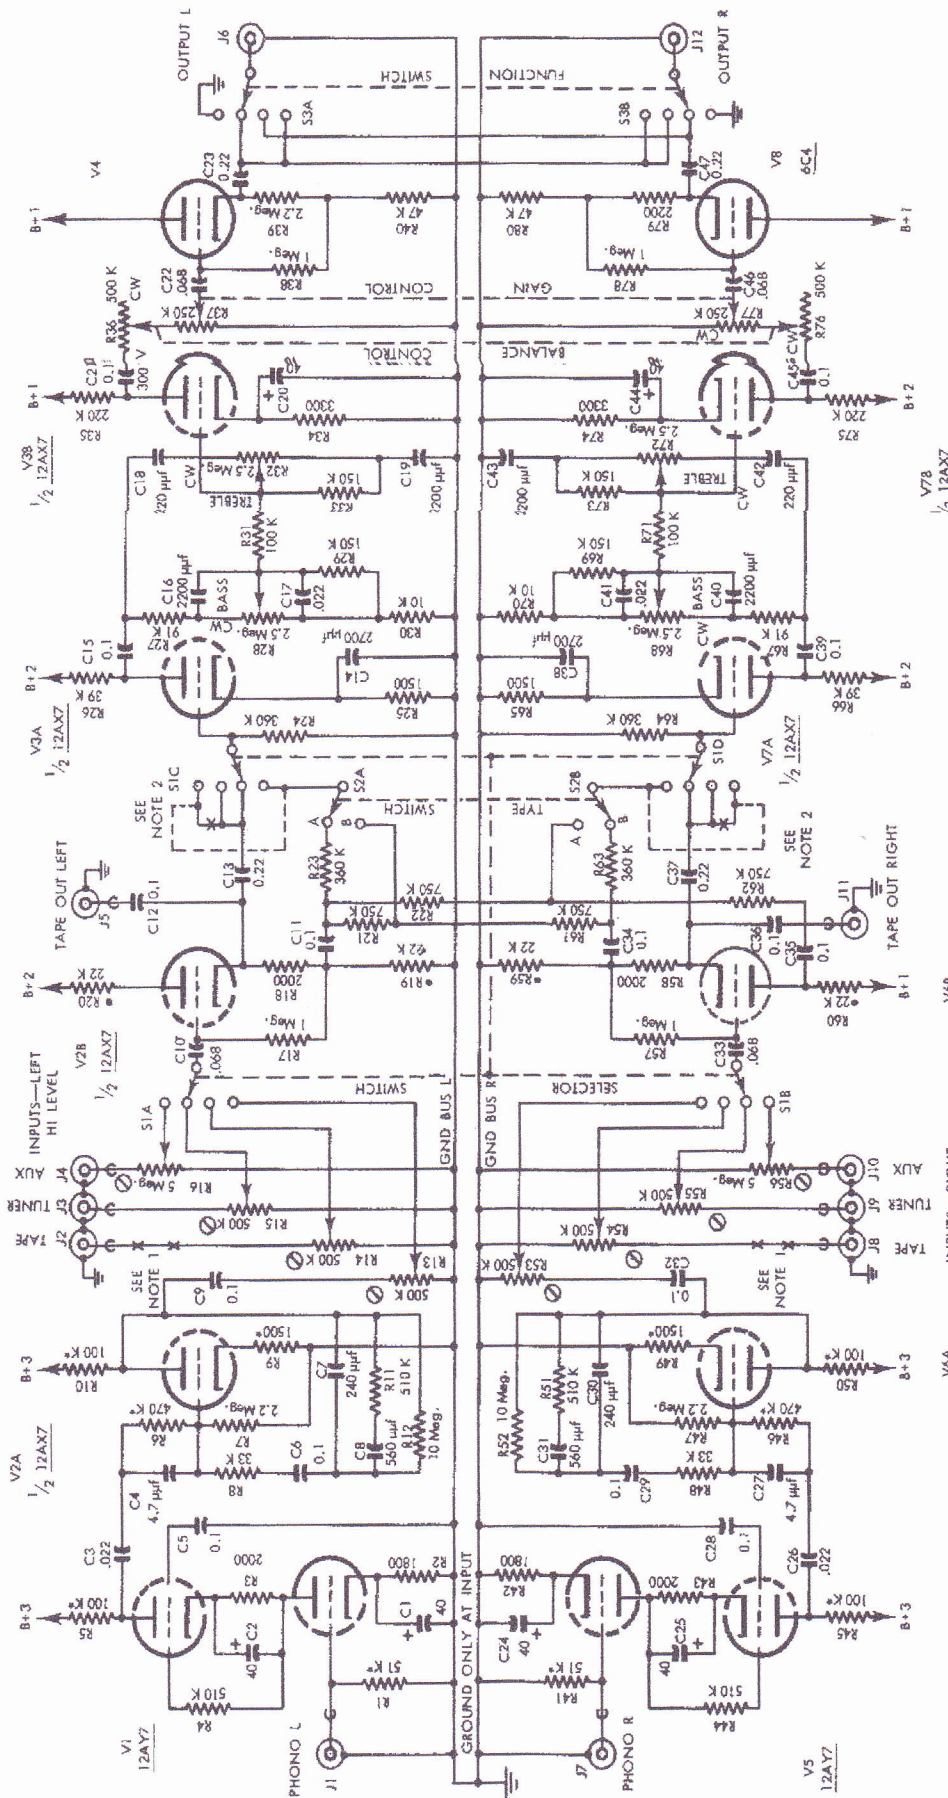 V1
12AY7
B+3
R5
100 K*
C3
.022
R4
510 K
C2
40
+
R3
2000
C5
0.1
PHONO L
J1
R1
51 K*
C1
40
+
R2
1800
V2A
1/2 12AX7
B+3
R10
100 K*
C4
4.7 μμf
R6
470 K*
R7
2.2 Meg.
R8
33 K
C6
0.1
R9
1500*
C7
240 μμf
C8
560 μμf
R11
510 K
R12
10 Meg.
C9
0.1
R13
500 K
INPUTS—LEFT
HI LEVEL
TAPE
J2
TUNER
J3
AUX
J4
SEE
NOTE 1
R14
500 K
R15
500 K
R16
5 Meg.
S1A
SWITCH
V2B
1/2 12AX7
B+2
R20
22 K
C10
.068
R17
1 Meg.
R18
2000
R19
C11
0.1
TAPE OUT LEFT
J5
C12
0.1
C13
0.22
R21
750 K
R22
750 K
R23
360 K
SEE
NOTE 2
S1C
S2A
A
B
SWITCH
V3A
1/2 12AX7
B+2
R26
39 K
C15
0.1
R24
360 K
R25
1500
C14
2700 μμf
R27
91 K
C16
2200 μμf
CW
BASS
R28
2.5 Meg.
C17
.022
R29
150 K
R30
10 K
R31
100 K
V3B
1/2 12AX7
B+1
R35
220 K
C18
220 μμf
CW
R32
2.5 Meg.
TREBLE
R33
150 K
C19
2200 μμf
R34
3300
C20
40
+
C21
0.1
300 V
R36
500 K
CW
R37
250 K
CONTROL
CONTROL
V4
B+1
C22
.068
R38
1 Meg.
R39
2.2 Meg.
R40
47 K
C23
0.22
S3A
SWITCH
OUTPUT L
J6
GND BUS L
GROUND ONLY AT INPUT
GND BUS R
PHONO R
J7
R41
51 K*
C24
40
+
R42
1800
R43
2000
C25
40
+
R44
510 K
V5
12AY7
B+3
R45
100 K*
C26
.022
C28
0.1
R52
10 Meg.
R51
510 K
C31
560 μμf
C30
240 μμf
C29
0.1
R48
33 K
R49
1500*
R47
2.2 Meg.
R46
470 K*
C27
4.7 μμf
R50
100 K*
B+3
C32
0.1
R53
500 K
R54
500 K
R55
500 K
R56
5 Meg.
SEE
NOTE 1
J8
TAPE
J9
TUNER
J10
AUX
S1B
SELECTOR
C33
.068
R57
1 Meg.
R58
2000
R59
22 K
C34
0.1
R60
22 K
B+1
C35
0.1
C36
0.1
J11
TAPE OUT RIGHT
R62
750 K
750 K
R63
360 K
C37
0.22
TYPE
A
B
S2B
S1D
SEE
NOTE 2
R64
360 K
R65
1500
C38
2700 μμf
V7A
1/2 12AX7
B+2
R66
39 K
C39
0.1
R67
91 K
R68
2.5 Meg.
CW
BASS
C40
2200 μμf
C41
.022
R69
150 K
R70
10 K
R71
100 K
C43
2200 μμf
R73
150 K
R72
2.5 Meg.
TREBLE
CW
C42
220 μμf
R74
3300
C44
40
+
V7B
1/2 12AX7
B+2
R75
220 K
C45
0.1
CW
R76
500 K
R77
250 K
CW
BALANCE
GAIN
C46
.068
R78
1 Meg.
R79
2200
R80
47 K
C47
0.22
V8
6C4
B+1
S3B
FUNCTION
J12
OUTPUT R